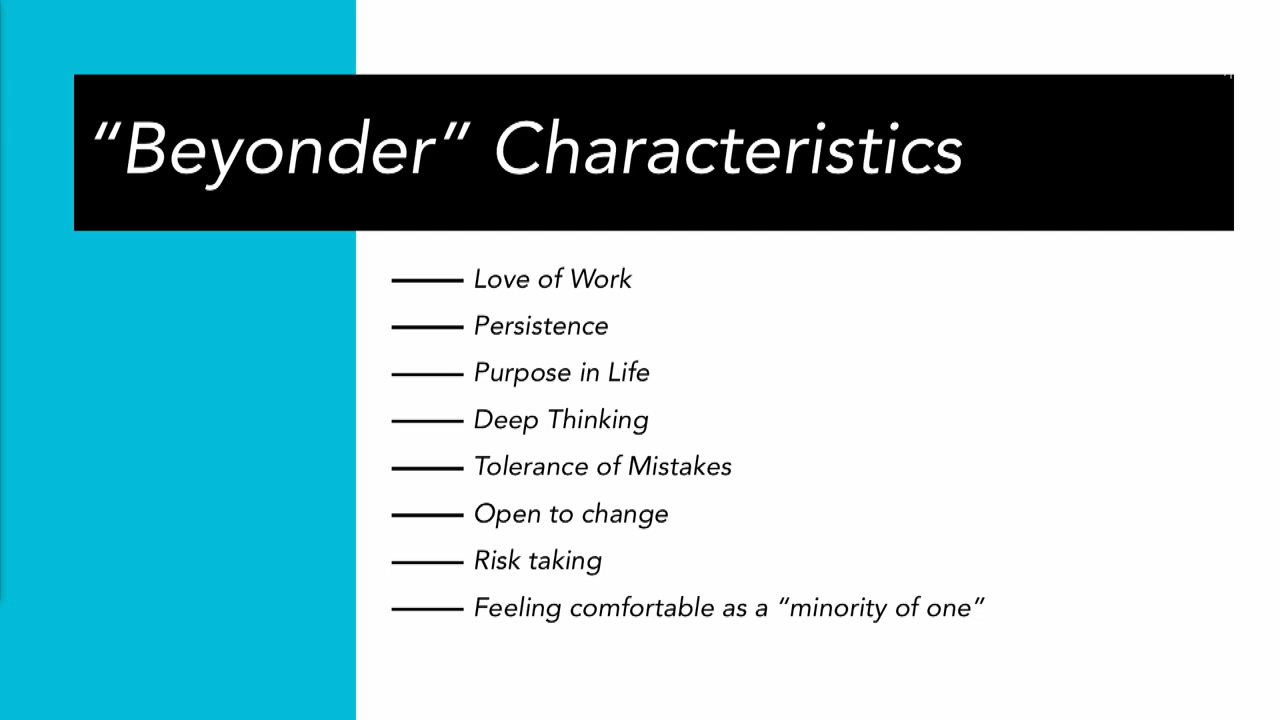 “Beyonder” Characteristics
Love of Work
Persistence
Purpose in Life
Deep Thinking
Tolerance of Mistakes
Open to change
Risk taking
Feeling comfortable as a “minority of one”